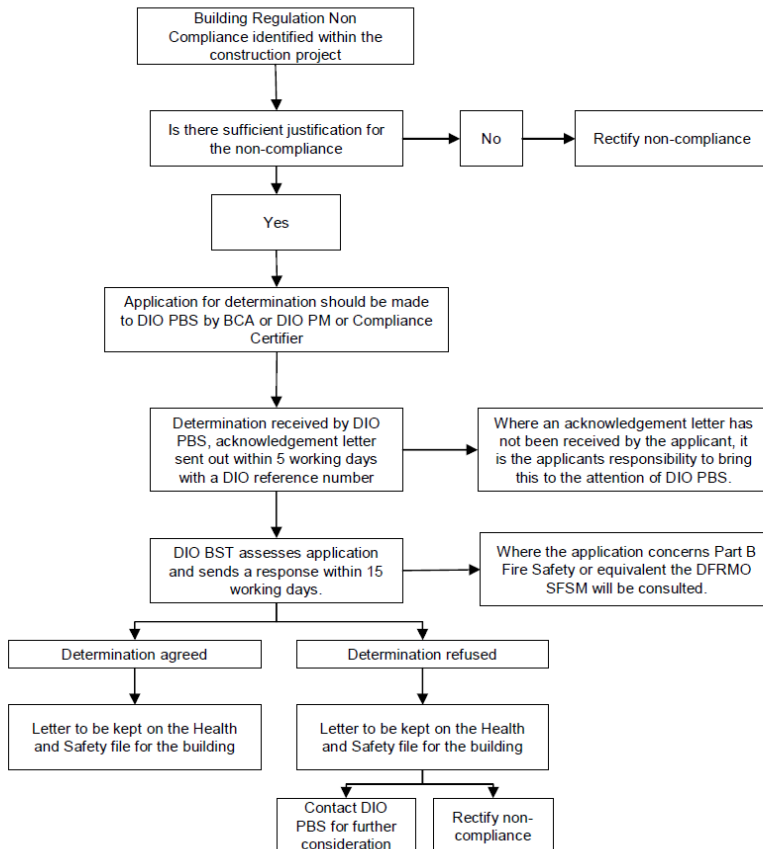 Building Regulation Non
Compliance identified within the
construction project
Is there sufficient justification for
the non-compliance
No
Rectify non-compliance
Yes
Application for determination should be made
to DIO PBS by BCA or DIO PM or Compliance
Certifier
Determination received by DIO
PBS, acknowledgement letter
sent out within 5 working days
with a DIO reference number
Where an acknowledgement letter has
not been received by the applicant, it
is the applicants responsibility to bring
this to the attention of DIO PBS.
DIO BST assesses application
and sends a response within 15
working days.
Where the application concerns Part B
Fire Safety or equivalent the DFRMO
SFSM will be consulted.
Determination agreed
Determination refused
Letter to be kept on the Health
and Safety file for the building
Letter to be kept on the Health
and Safety file for the building
Contact DIO
PBS for further
consideration
Rectify non-
compliance